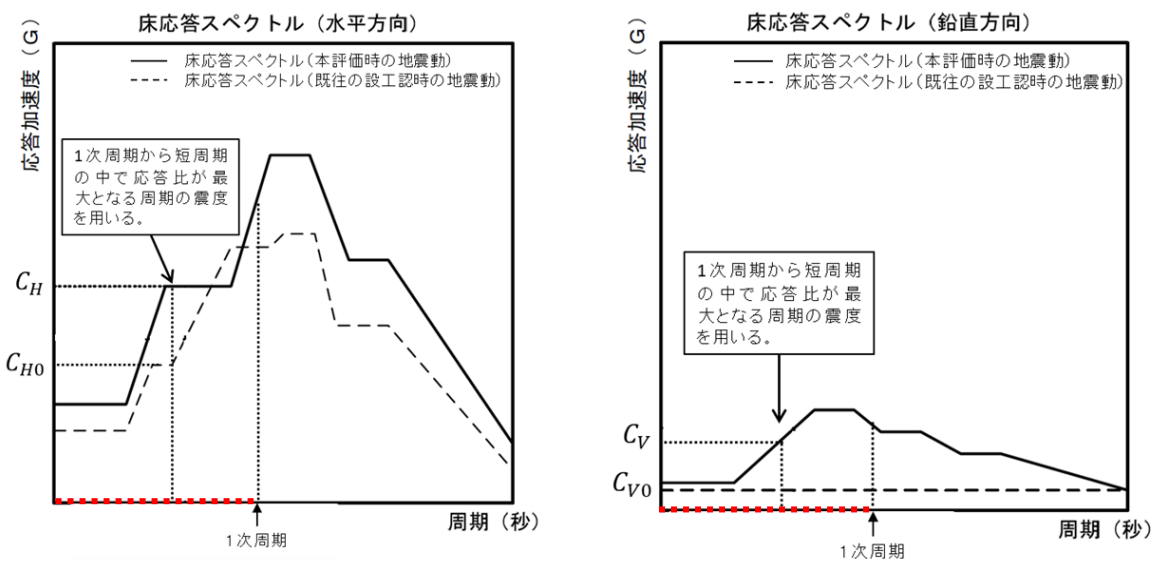 床応答スペクトル（水平方向）
応答加速度（G）
床応答スペクトル（本評価時の地震動）
床応答スペクトル（既往の設工認時の地震動）
1次周期から短周期
の中で応答比が最
大となる周期の震度
を用いる。
C_H
C_H0
周期（秒）
1次周期
床応答スペクトル（鉛直方向）
応答加速度（G）
床応答スペクトル（本評価時の地震動）
床応答スペクトル（既往の設工認時の地震動）
1次周期から短周期
の中で応答比が最
大となる周期の震度
を用いる。
C_V
C_V0
周期（秒）
1次周期